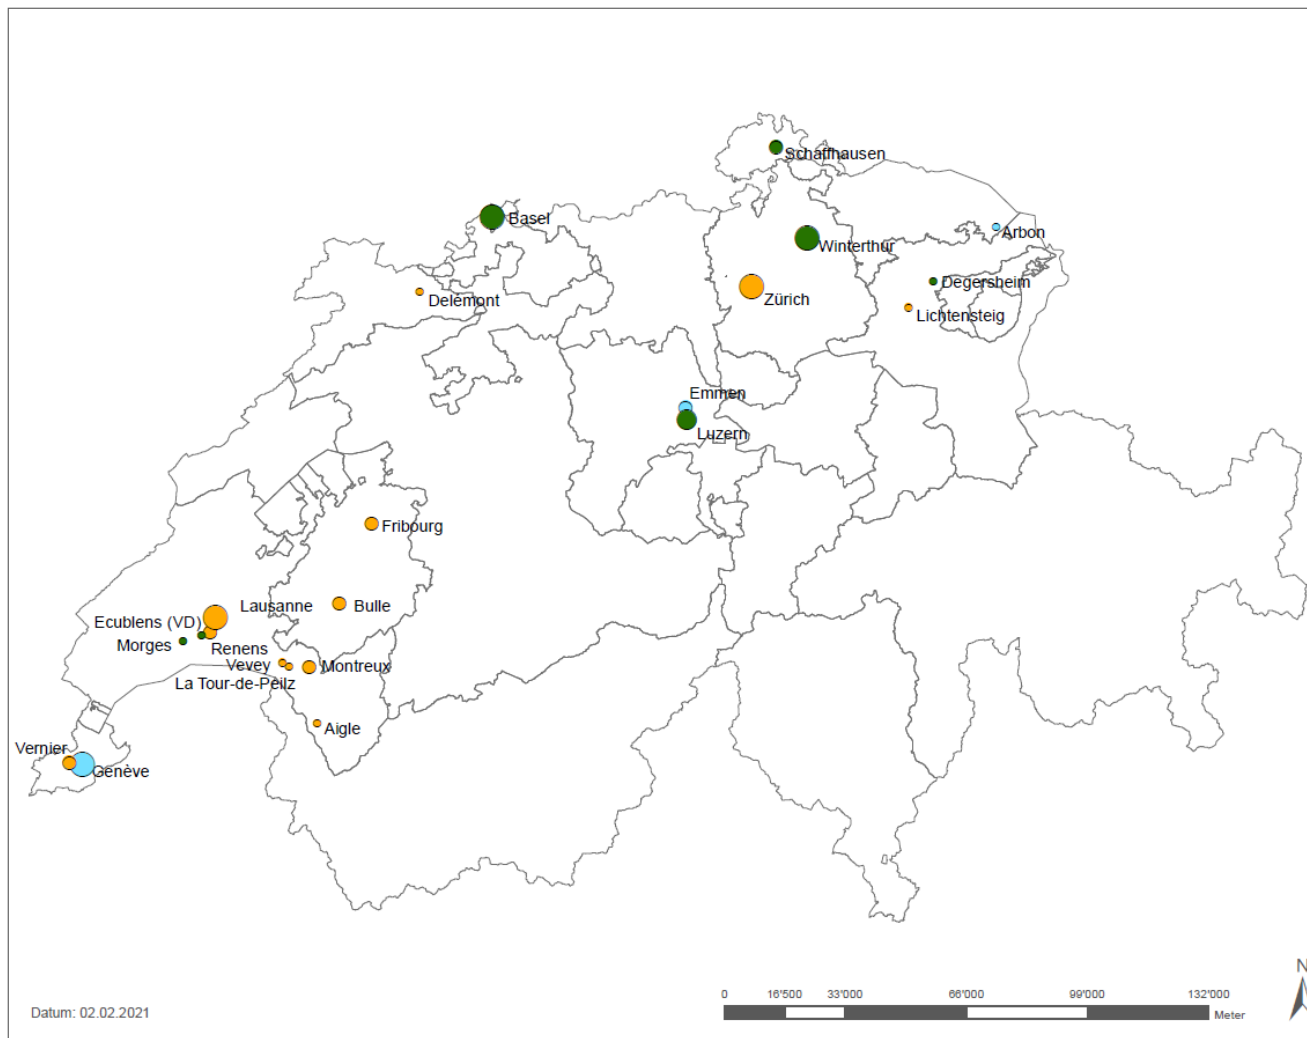 Schaffhausen
Basel
Arbon
Winterthur
Degersheim
Delémont
Zürich
Lichtensteig
Emmen
Luzern
Fribourg
Lausanne
Bulle
Ecublens (VD)
Morges
Renens
Vevey
Montreux
La Tour-de-Peilz
Aigle
Vernier
Genève
N
0 16'500 33'000 66'000 99'000 132'000
Meter
Datum: 02.02.2021